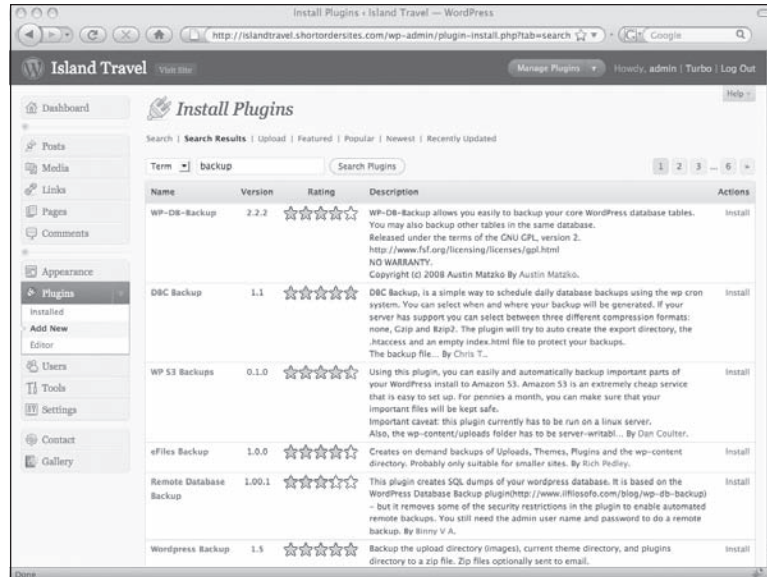 Install Plugins ‹ Island Travel — WordPress
http://islandtravel.shortordersites.com/wp-admin/plugin-install.php?tab=search
Google
Island Travel
Visit Site
Manage Plugins
Howdy, admin | Turbo | Log Out
Help
Dashboard
Posts
Media
Links
Pages
Comments
Appearance
Plugins
Installed
Add New
Editor
Users
Tools
Settings
Contact
Gallery
Install Plugins
Search | Search Results | Upload | Featured | Popular | Newest | Recently Updated
Term backup Search Plugins 1 2 3 ... 6 »
Name Version Rating Description Actions
WP-DB-Backup 2.2.2 WP-DB-Backup allows you easily to backup your core WordPress database tables. Install
You may also backup other tables in the same database.
Released under the terms of the GNU GPL, version 2.
http://www.fsf.org/licensing/licenses/gpl.html
NO WARRANTY.
Copyright (c) 2008 Austin Matzko By Austin Matzko.
DBC Backup 1.1 DBC Backup, is a simple way to schedule daily database backups using the wp cron Install
system. You can select when and where your backup will be generated. If your
server has support you can select between three different compression formats:
none, Gzip and Bzip2. The plugin will try to auto create the export directory, the
.htaccess and an empty index.html file to protect your backups.
The backup file... By Chris T..
WP S3 Backups 0.1.0 Using this plugin, you can easily and automatically backup important parts of Install
your WordPress install to Amazon S3. Amazon S3 is an extremely cheap service
that is easy to set up. For pennies a month, you can make sure that your
important files will be kept safe.
Important caveat: this plugin currently has to be run on a linux server.
Also, the wp-content/uploads folder has to be server-writabl... By Dan Coulter.
eFiles Backup 1.0.0 Creates on demand backups of Uploads, Themes, Plugins and the wp-content Install
directory. Probably only suitable for smaller sites. By Rich Pedley.
Remote Database 1.00.1 This plugin creates SQL dumps of your wordpress database. It is based on the Install
Backup WordPress Database Backup plugin(http://www.ilfilosofo.com/blog/wp-db-backup)
– but it removes some of the security restrictions in the plugin to enable automated
remote backups. You still need the admin user name and password to do a remote
backup. By Binny V A.
Wordpress Backup 1.5 Backup the upload directory (images), current theme directory, and plugins Install
directory to a zip file. Zip files optionally sent to email.
Done